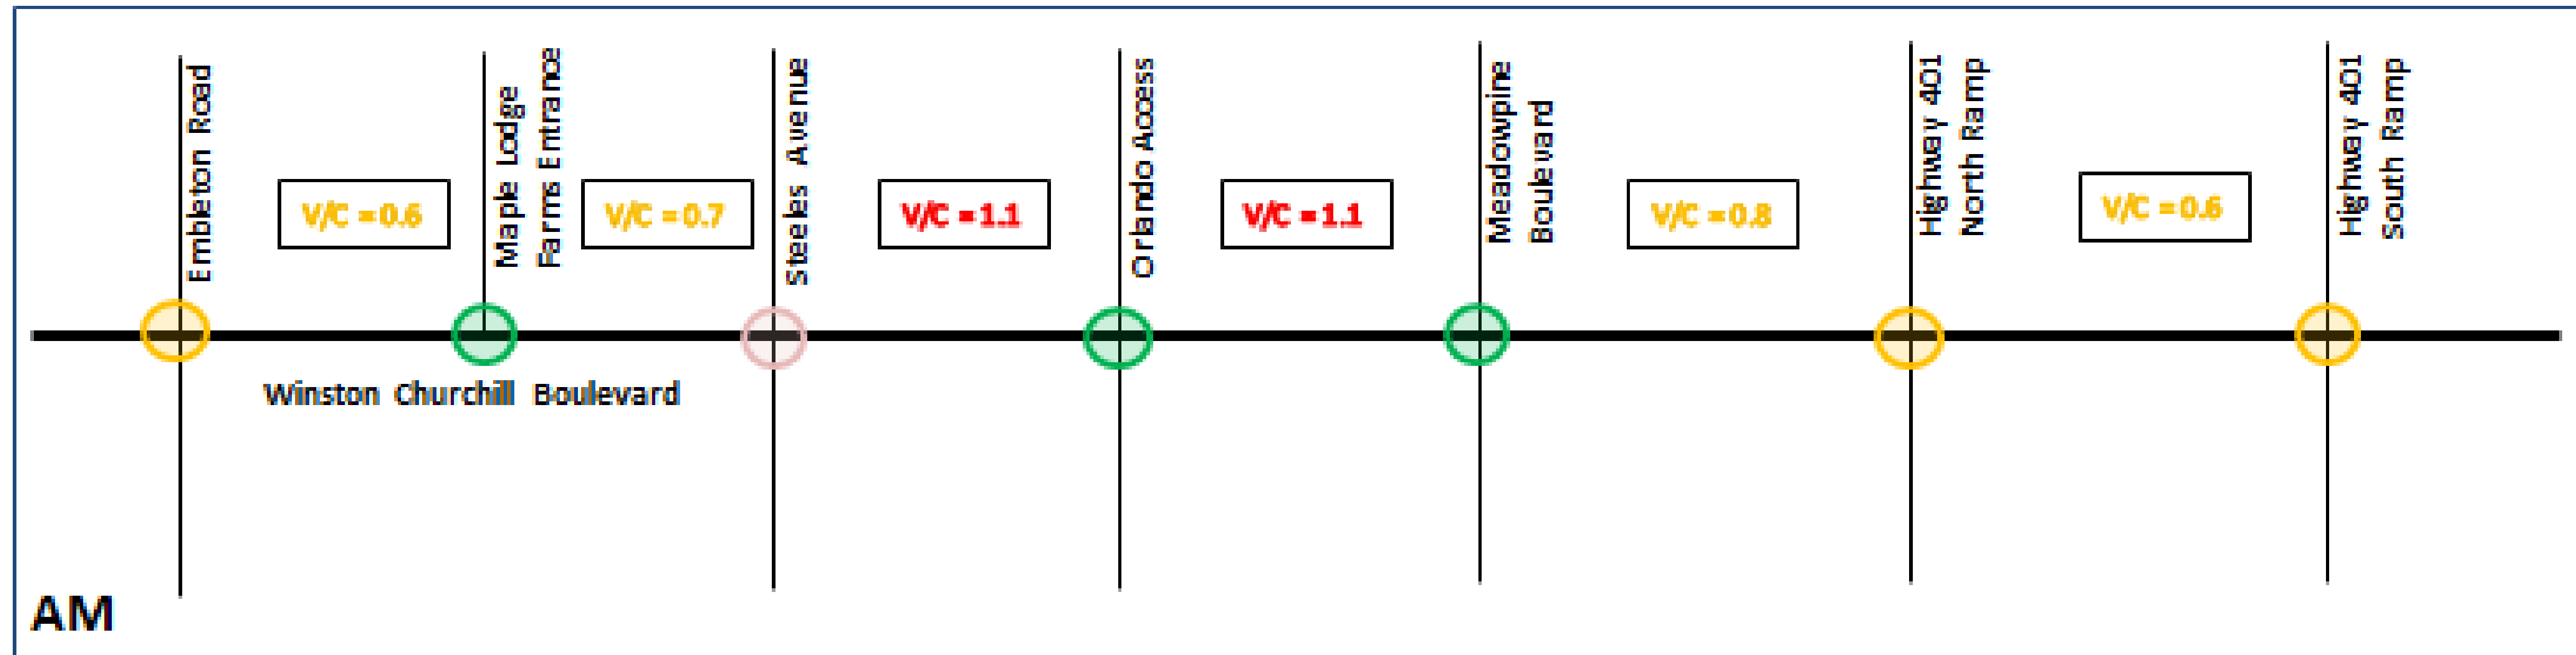 Embleton Road
Maple Lodge
Farms Entrance
Steeles Avenue
Orlando Access
Meadowpine
Boulevard
Highway 401
North Ramp
Highway 401
South Ramp
V/C = 0.6
V/C = 0.7
V/C = 1.1
V/C = 1.1
V/C = 0.8
V/C = 0.6
Winston Churchill Boulevard
AM